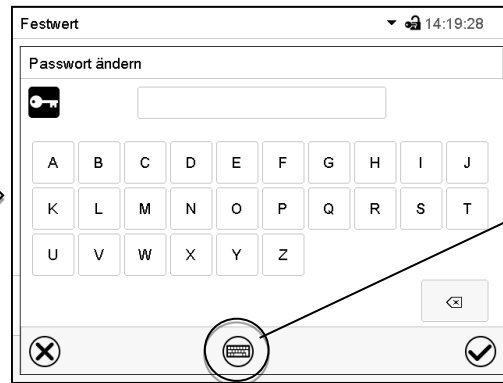 Festwert 14:19:28
Passwort ändern
A B C D E F G H I J
K L M N O P Q R S T
U V W X Y Z